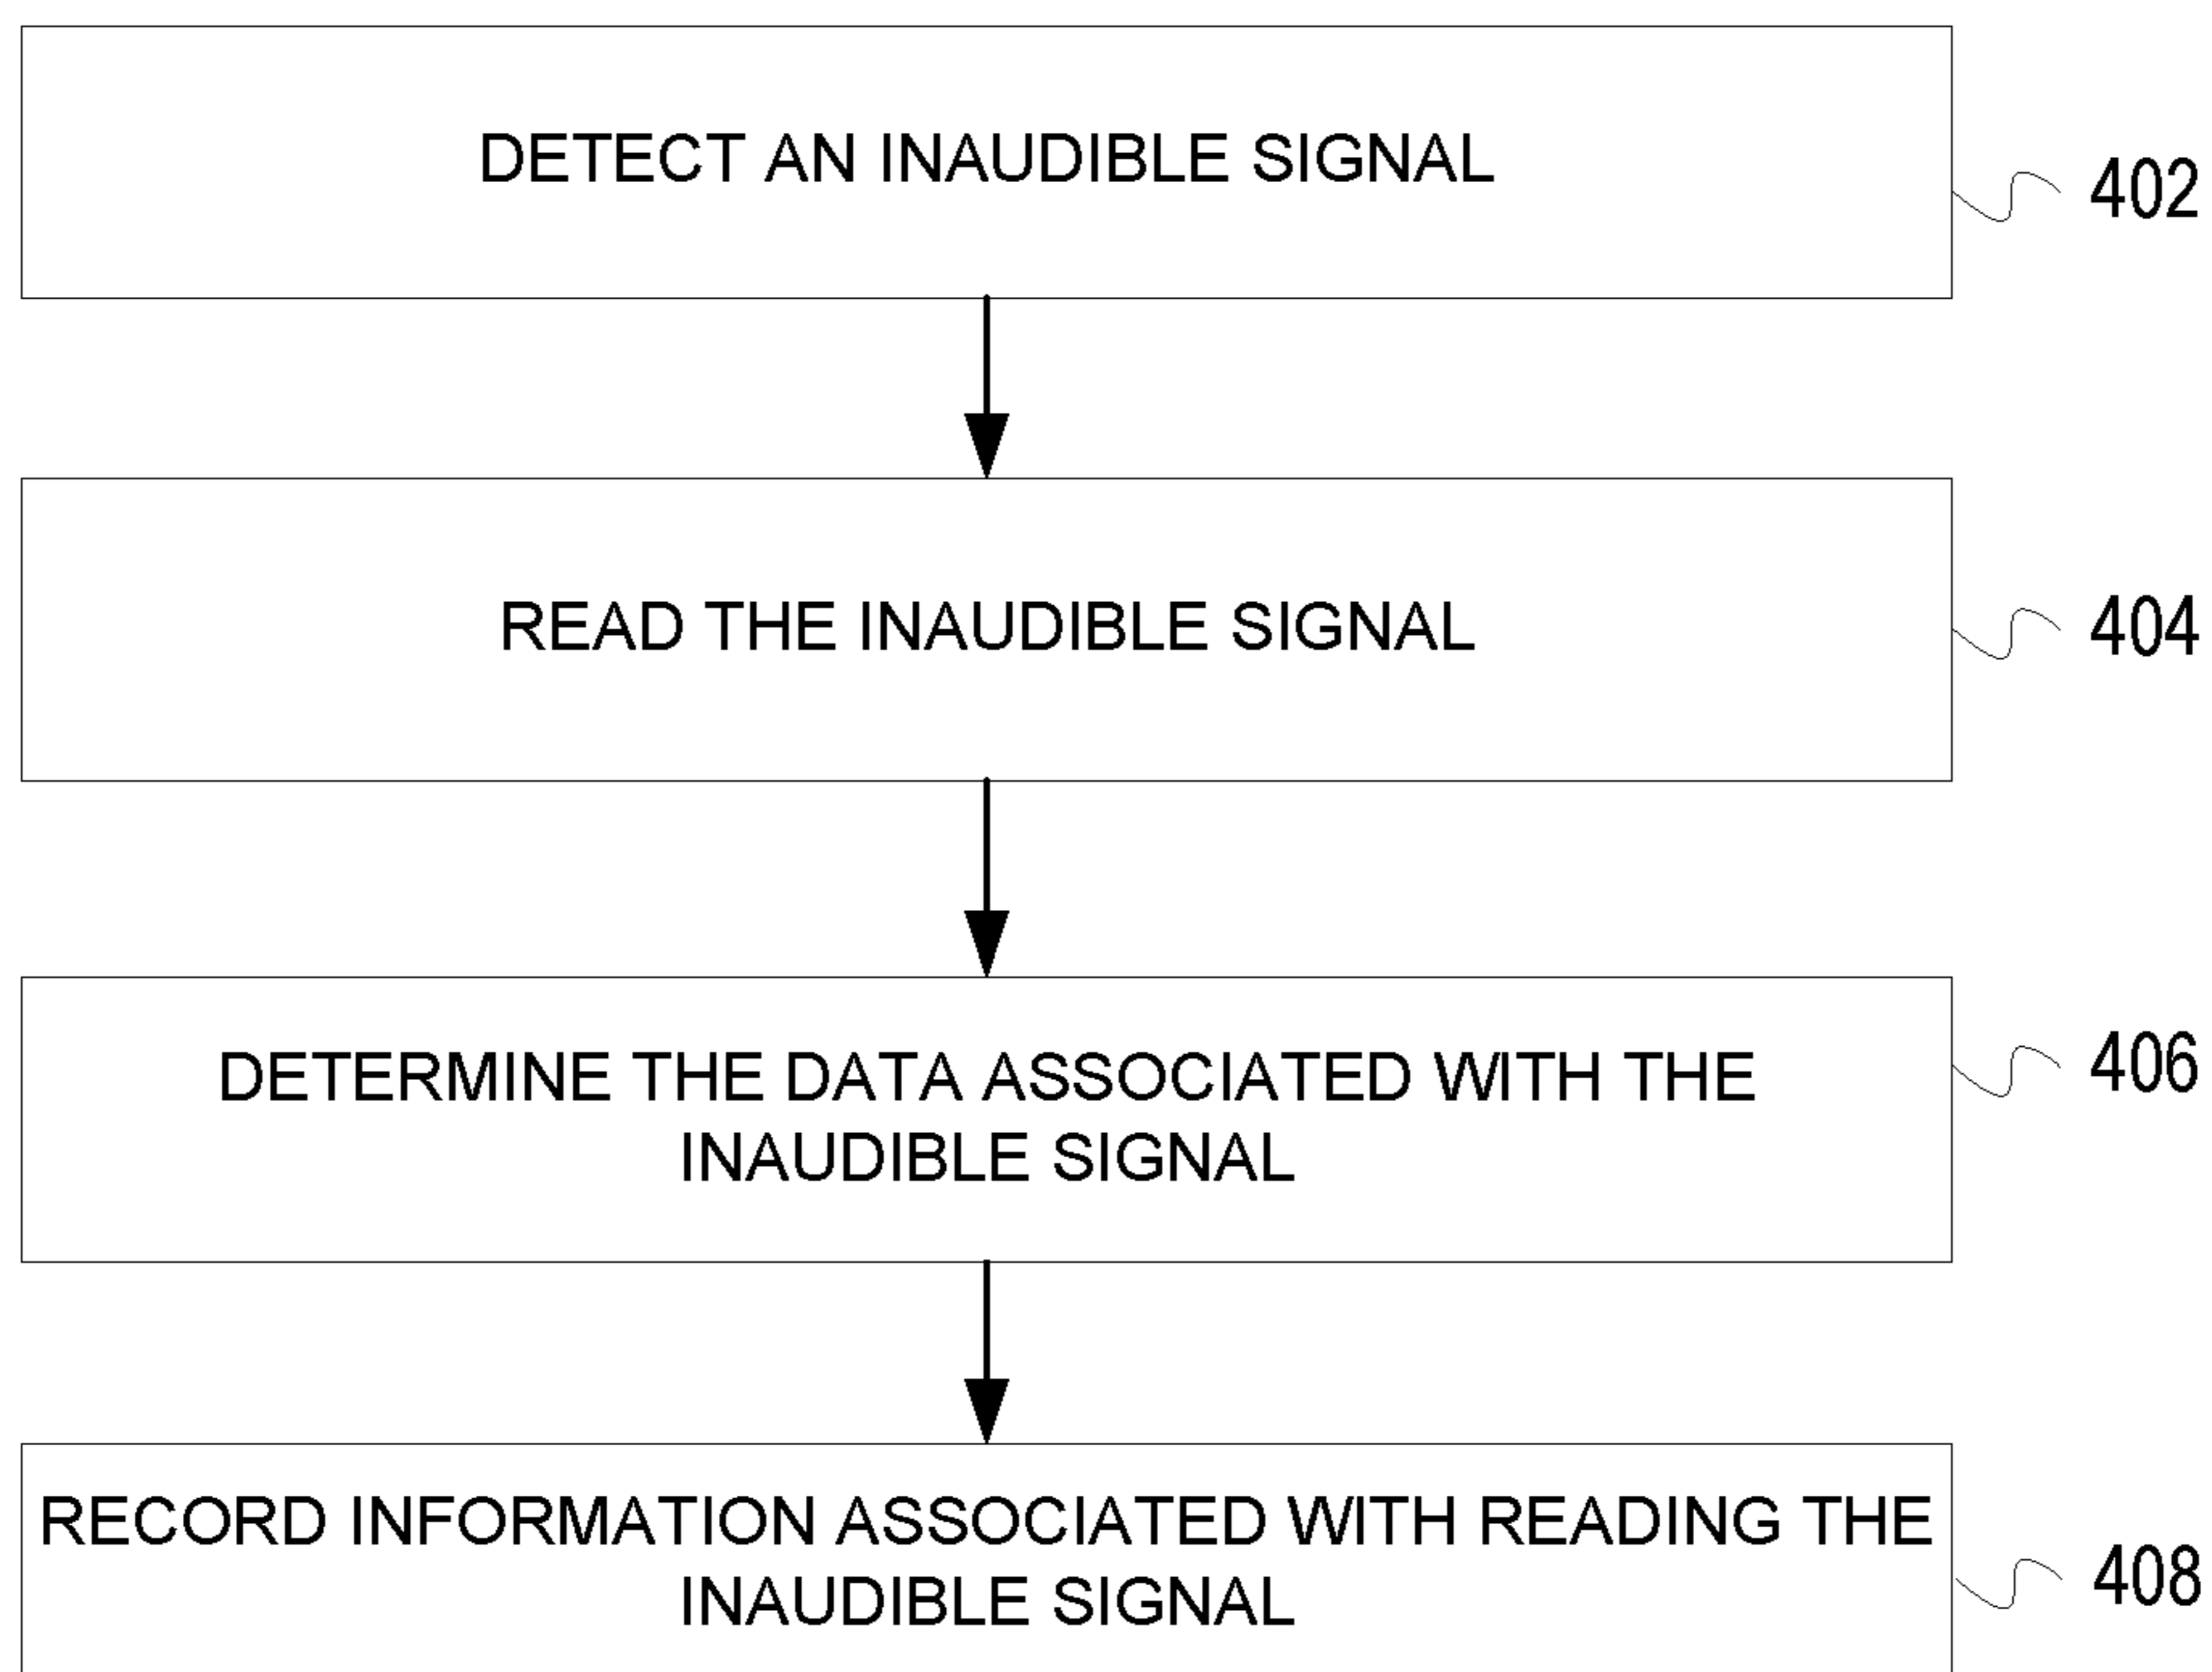 DETECT AN INAUDIBLE SIGNAL
402
READ THE INAUDIBLE SIGNAL
404
DETERMINE THE DATA ASSOCIATED WITH THE
INAUDIBLE SIGNAL
406
RECORD INFORMATION ASSOCIATED WITH READING THE
INAUDIBLE SIGNAL
408